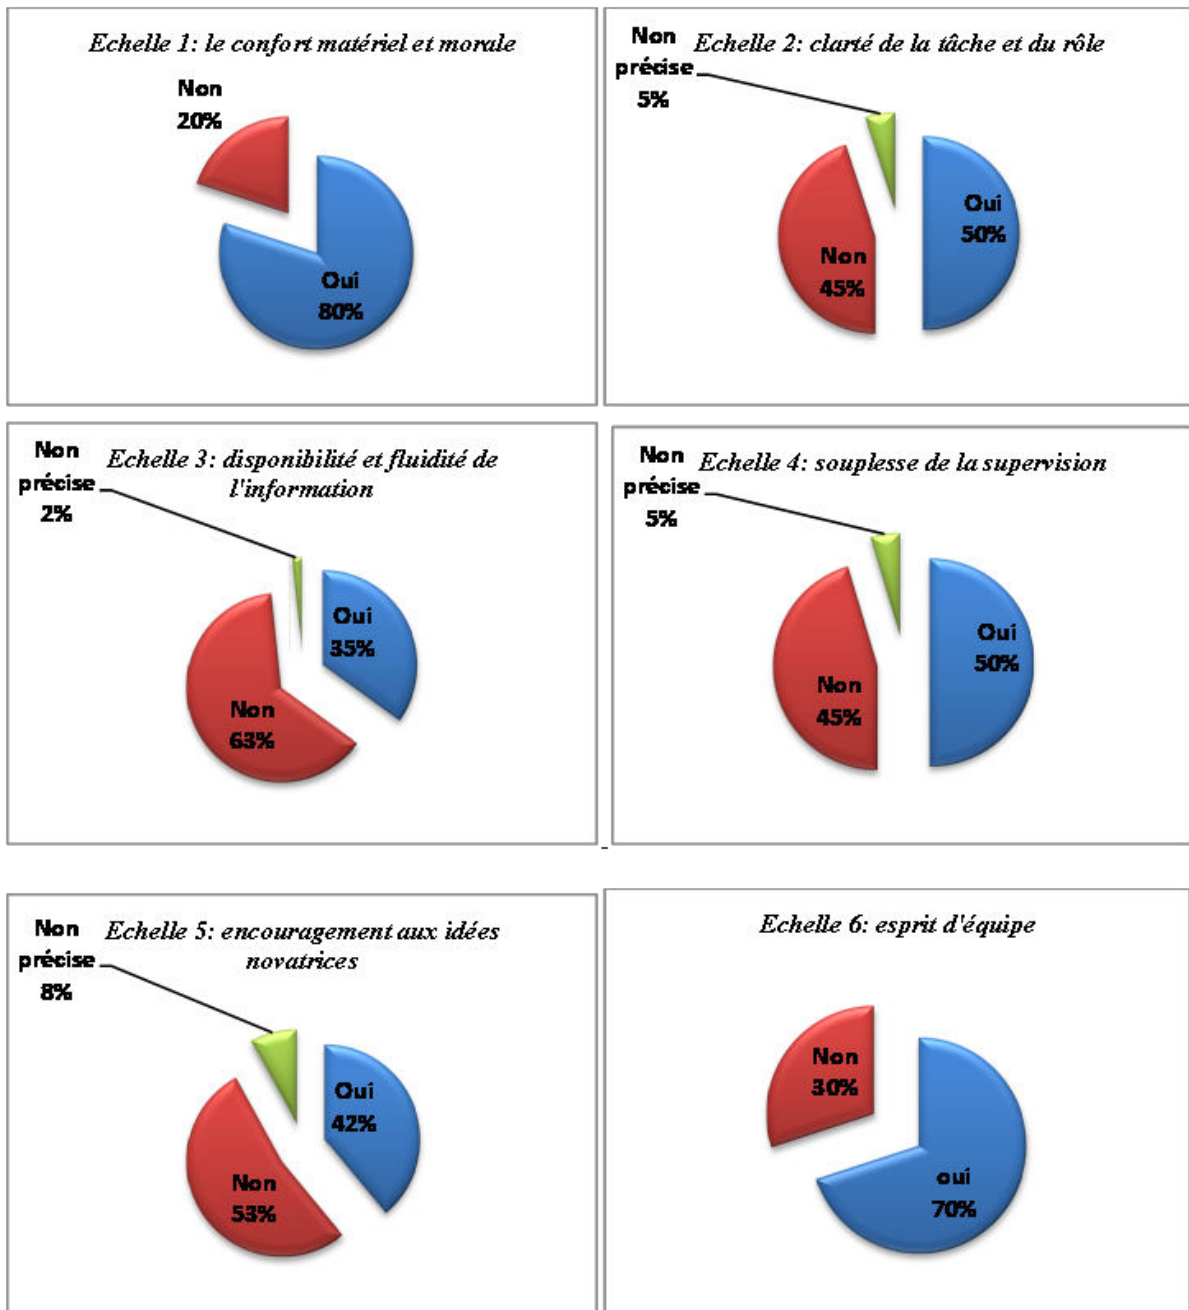 Echelle 1: le confort matériel et morale
Non
20%
Oui
80%
Non
précise
5%
Echelle 2: clarté de la tâche et du rôle
Oui
50%
Non
45%
Non
précise
2%
Echelle 3: disponibilité et fluidité de
l'information
Oui
35%
Non
63%
Non
précise
5%
Echelle 4: souplesse de la supervision
Oui
50%
Non
45%
Non
précise
8%
Echelle 5: encouragement aux idées
novatrices
Oui
42%
Non
53%
Echelle 6: esprit d'équipe
Non
30%
oui
70%